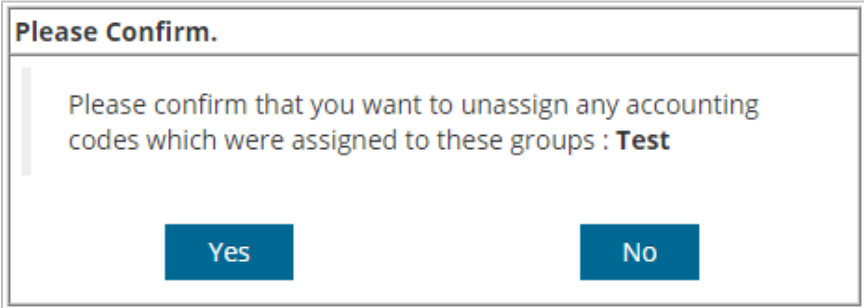 Please Confirm.
Please confirm that you want to unassign any accounting
codes which were assigned to these groups : Test
Yes
No